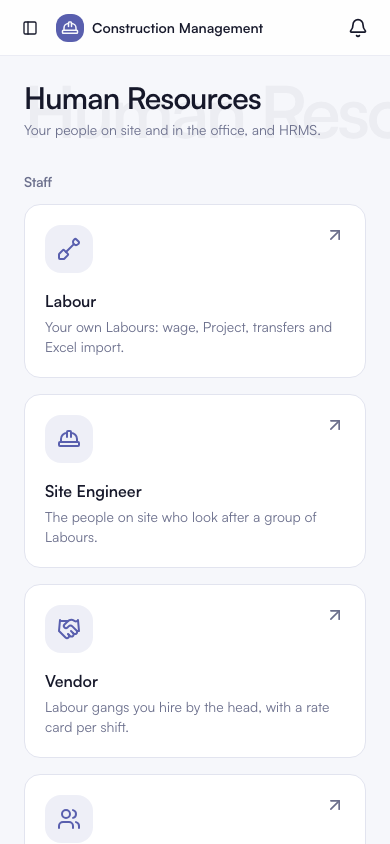 Construction Management
Human Resources
Human Reso
Your people on site and in the office, and HRMS.
Staff
Labour
Your own Labours: wage, Project, transfers and
Excel import.
Site Engineer
The people on site who look after a group of
Labours.
Vendor
Labour gangs you hire by the head, with a rate
card per shift.